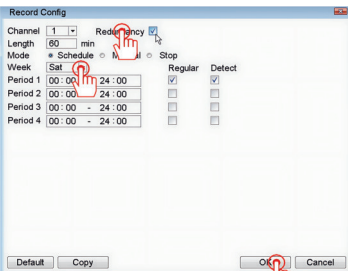 Record Config
Channel 1 Redundancy
Length 60 min
Mode Schedule Stop
Week Sat Regular Detect
Period 1 00:00 - 24:00
Period 2 00:00 - 24:00
Period 3 00:00 - 24:00
Period 4 00:00 - 24:00
Default Copy OK Cancel